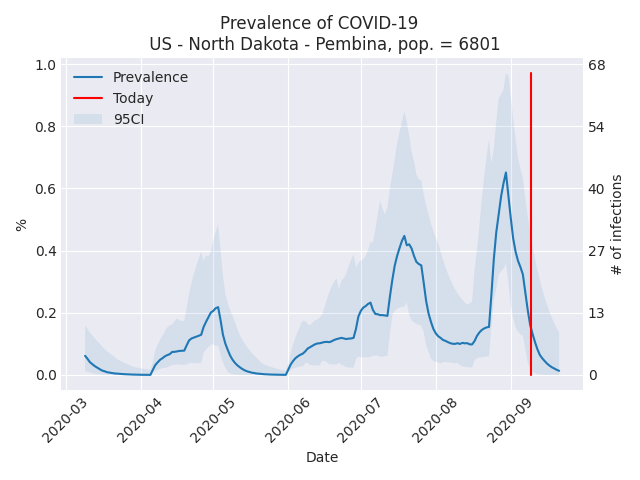 Prevalence of COVID-19
US - North Dakota - Pembina, pop. = 6801
Prevalence
Today
95CI
1.0
0.8
0.6
0.4
0.2
0.0
%
68
54
40
27
13
0
# of infections
2020-03
2020-04
2020-05
2020-06
2020-07
2020-08
2020-09
Date